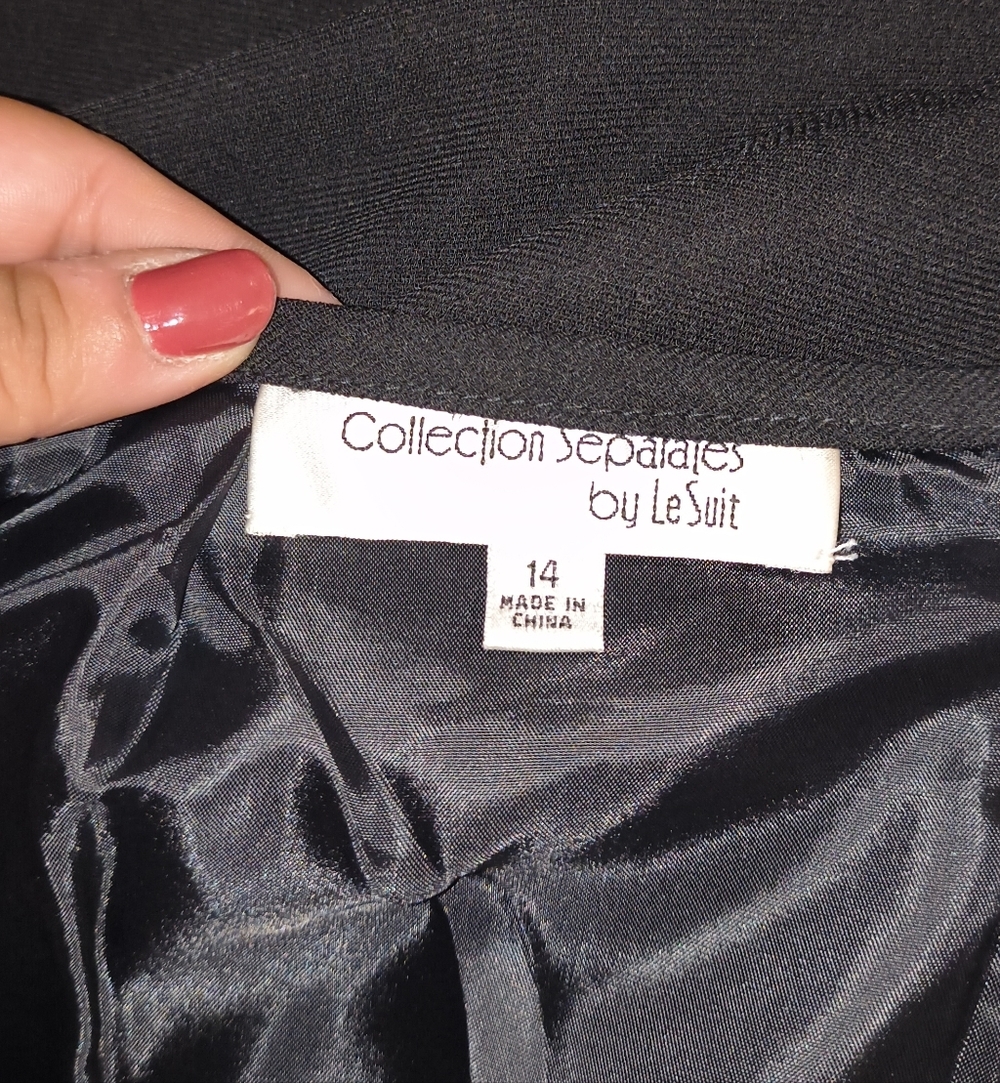 Collection Separates
by Le Suit
14
MADE IN
CHINA